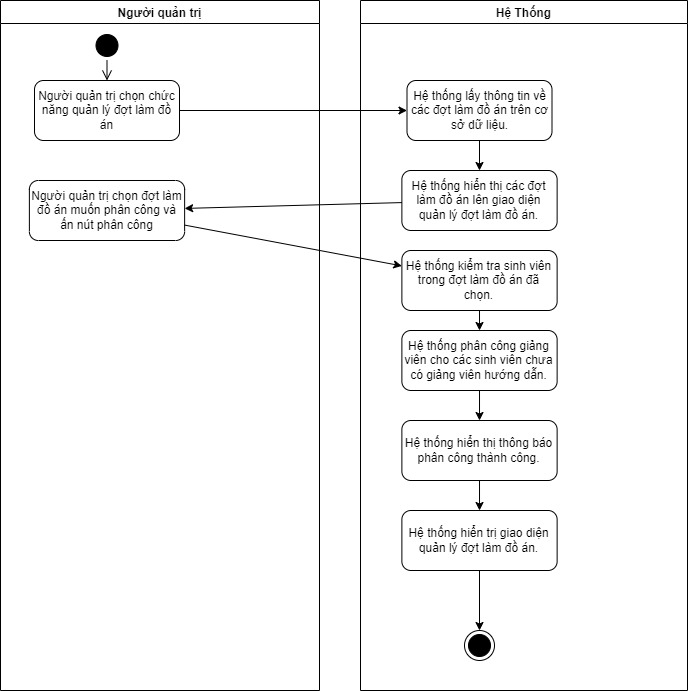 Người quản trị
Hệ Thống
Người quản trị chọn chức
năng quản lý đợt làm đồ
án
Hệ thống lấy thông tin về
các đợt làm đồ án trên cơ
sở dữ liệu.
Hệ thống hiển thị các đợt
làm đồ án lên giao diện
quản lý đợt làm đồ án.
Người quản trị chọn đợt làm
đồ án muốn phân công và
ấn nút phân công
Hệ thống kiểm tra sinh viên
trong đợt làm đồ án đã
chọn.
Hệ thống phân công giảng
viên cho các sinh viên chưa
có giảng viên hướng dẫn.
Hệ thống hiển thị thông báo
phân công thành công.
Hệ thống hiển trị giao diện
quản lý đợt làm đồ án.